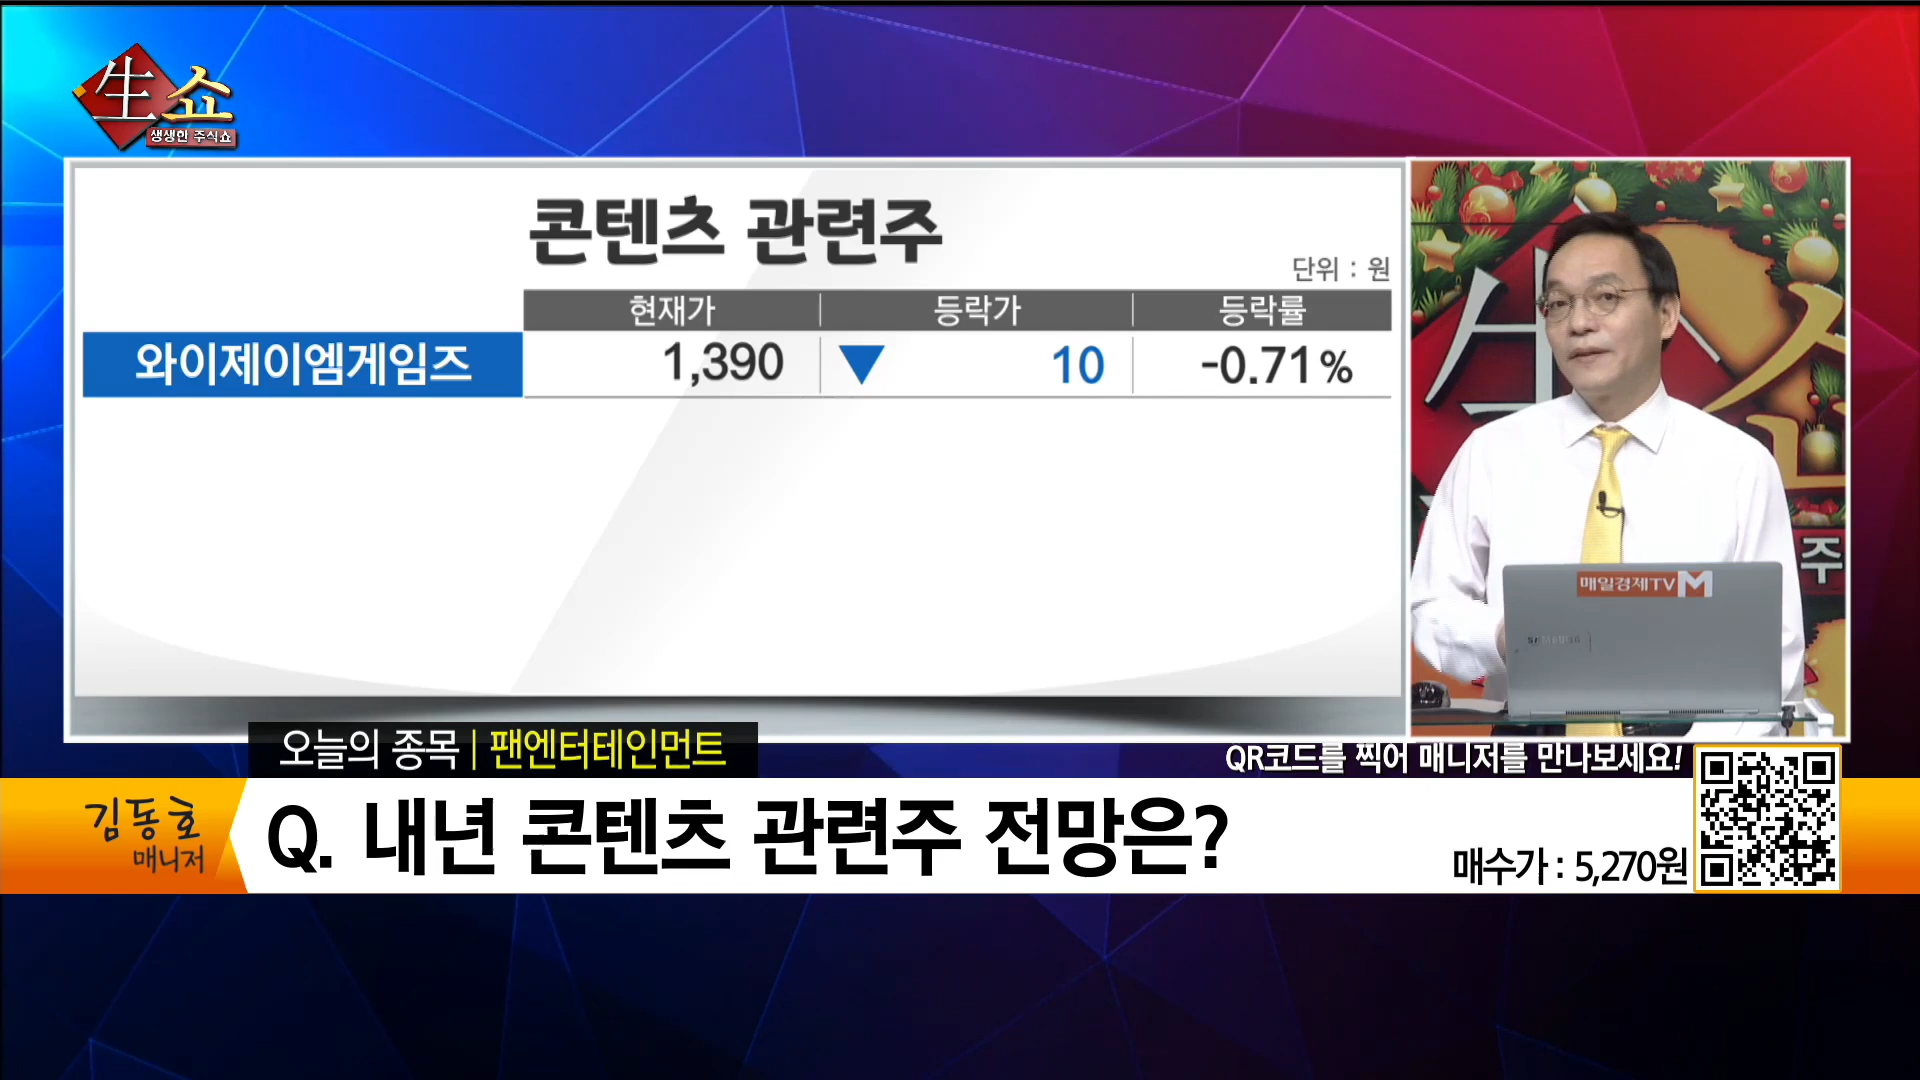 生쇼
생생한 주식쇼
콘텐츠 관련주
단위 : 원
현재가 등락가 등락률
와이제이엠게임즈 1,390 ▼ 10 -0.71%
주
매일경제TV M
SAMSUNG
오늘의 종목 | 팬엔터테인먼트
QR코드를 찍어 매니저를 만나보세요!
김동호
매니저
Q. 내년 콘텐츠 관련주 전망은?
매수가 : 5,270원